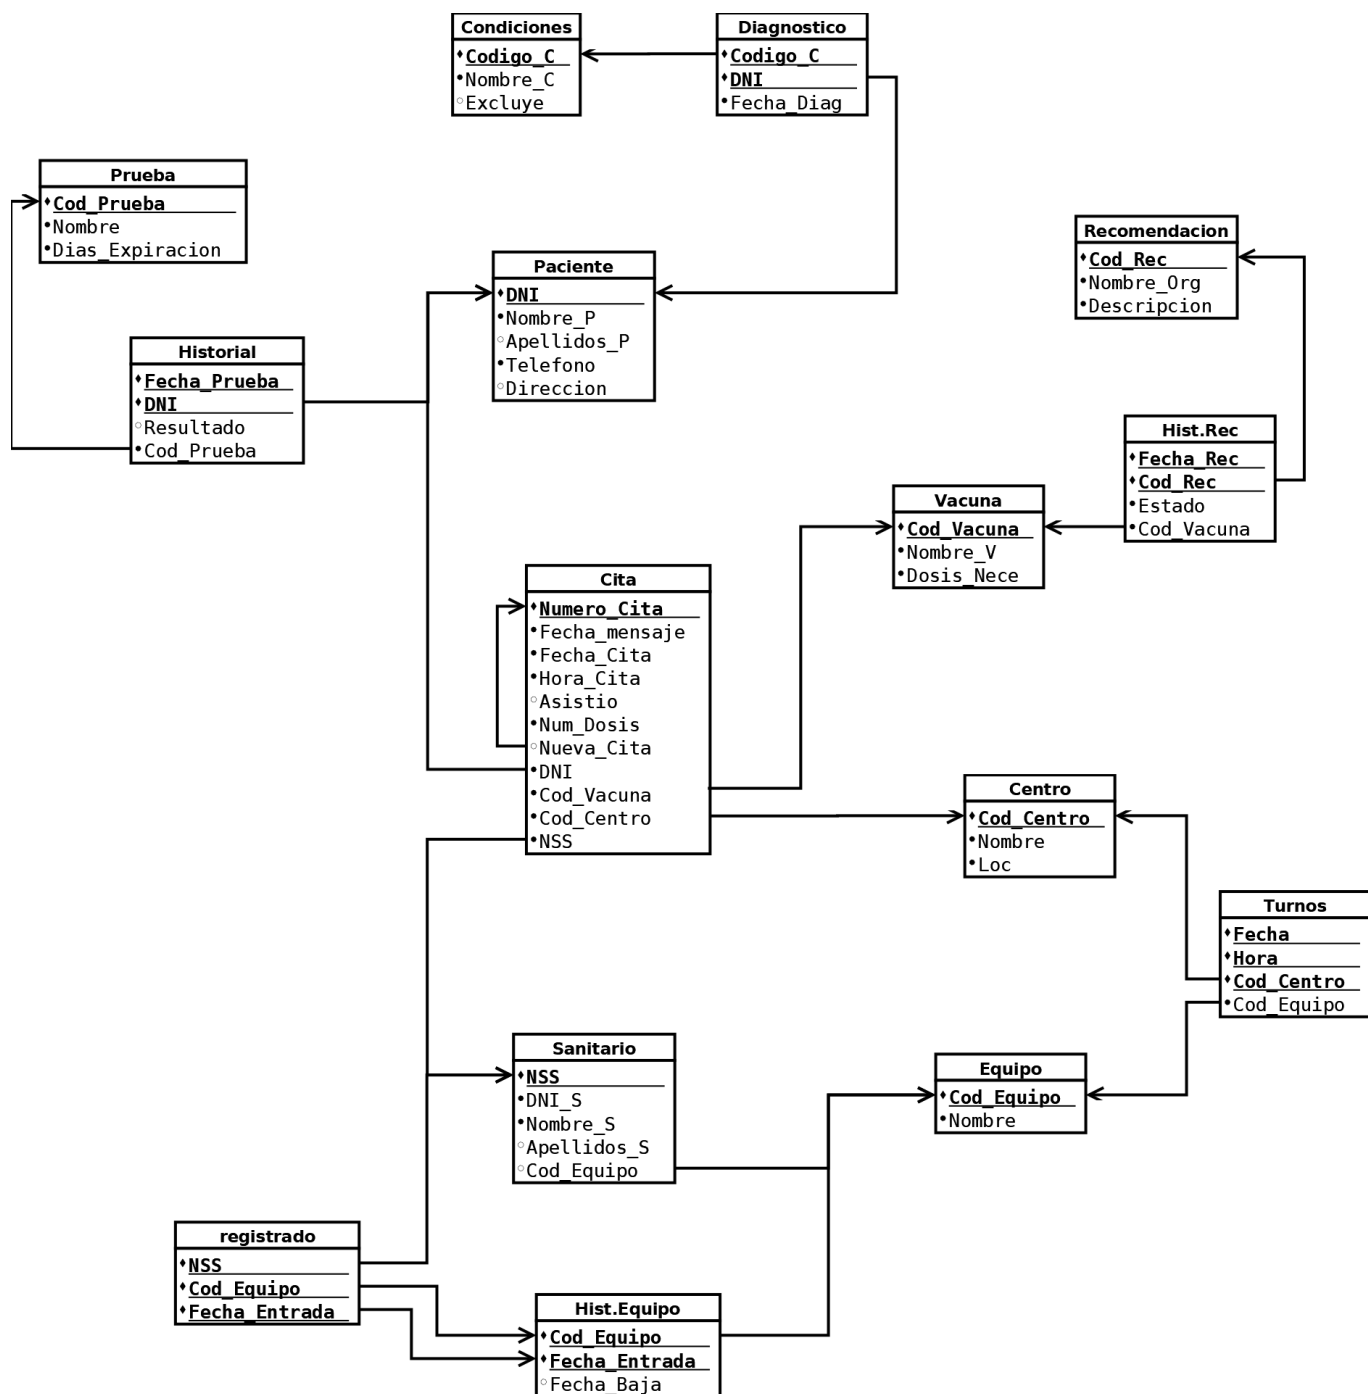 Condiciones
Codigo_C
Nombre_C
Excluye
Diagnostico
Codigo_C
DNI
Fecha_Diag
Prueba
Cod_Prueba
Nombre
Dias_Expiracion
Recomendacion
Cod_Rec
Nombre_Org
Descripcion
Paciente
DNI
Nombre_P
Apellidos_P
Telefono
Direccion
Historial
Fecha_Prueba
DNI
Resultado
Cod_Prueba
Hist.Rec
Fecha_Rec
Cod_Rec
Estado
Cod_Vacuna
Vacuna
Cod_Vacuna
Nombre_V
Dosis_Nece
Cita
Numero_Cita
Fecha_mensaje
Fecha_Cita
Hora_Cita
Asistio
Num_Dosis
Nueva_Cita
DNI
Cod_Vacuna
Cod_Centro
NSS
Centro
Cod_Centro
Nombre
Loc
Turnos
Fecha
Hora
Cod_Centro
Cod_Equipo
Sanitario
NSS
DNI_S
Nombre_S
Apellidos_S
Cod_Equipo
Equipo
Cod_Equipo
Nombre
registrado
NSS
Cod_Equipo
Fecha_Entrada
Hist.Equipo
Cod_Equipo
Fecha_Entrada
Fecha_Baja